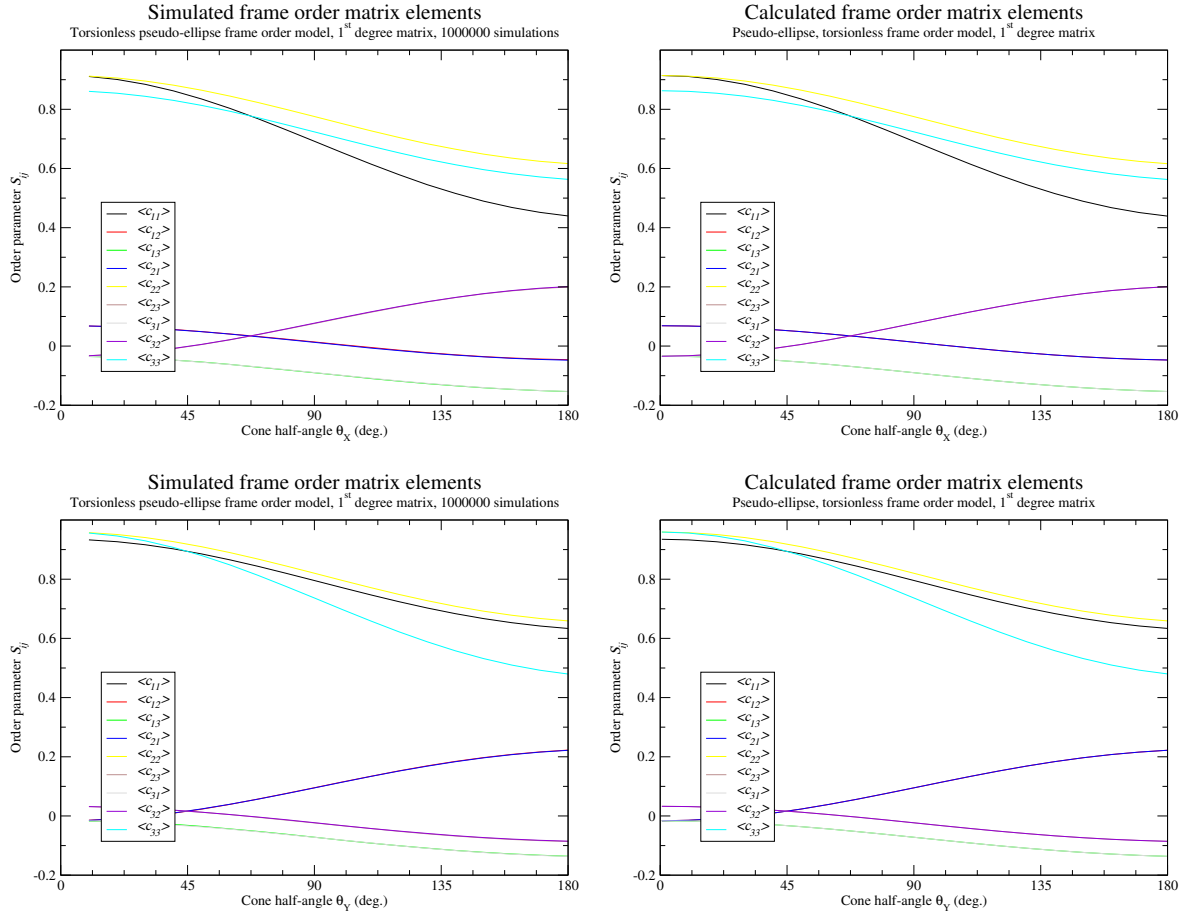 Simulated frame order matrix elements
Torsionless pseudo-ellipse frame order model, 1st degree matrix, 1000000 simulations
Order parameter Sij
0.8
0.6
0.4
0.2
0
-0.2
<c11>
<c12>
<c13>
<c21>
<c22>
<c23>
<c31>
<c32>
<c33>
0 45 90 135 180
Cone half-angle θX (deg.)
Calculated frame order matrix elements
Pseudo-ellipse, torsionless frame order model, 1st degree matrix
Order parameter Sij
0.8
0.6
0.4
0.2
0
-0.2
<c11>
<c12>
<c13>
<c21>
<c22>
<c23>
<c31>
<c32>
<c33>
0 45 90 135 180
Cone half-angle θX (deg.)
Simulated frame order matrix elements
Torsionless pseudo-ellipse frame order model, 1st degree matrix, 1000000 simulations
Order parameter Sij
0.8
0.6
0.4
0.2
0
-0.2
<c11>
<c12>
<c13>
<c21>
<c22>
<c23>
<c31>
<c32>
<c33>
0 45 90 135 180
Cone half-angle θY (deg.)
Calculated frame order matrix elements
Pseudo-ellipse, torsionless frame order model, 1st degree matrix
Order parameter Sij
0.8
0.6
0.4
0.2
0
-0.2
<c11>
<c12>
<c13>
<c21>
<c22>
<c23>
<c31>
<c32>
<c33>
0 45 90 135 180
Cone half-angle θY (deg.)